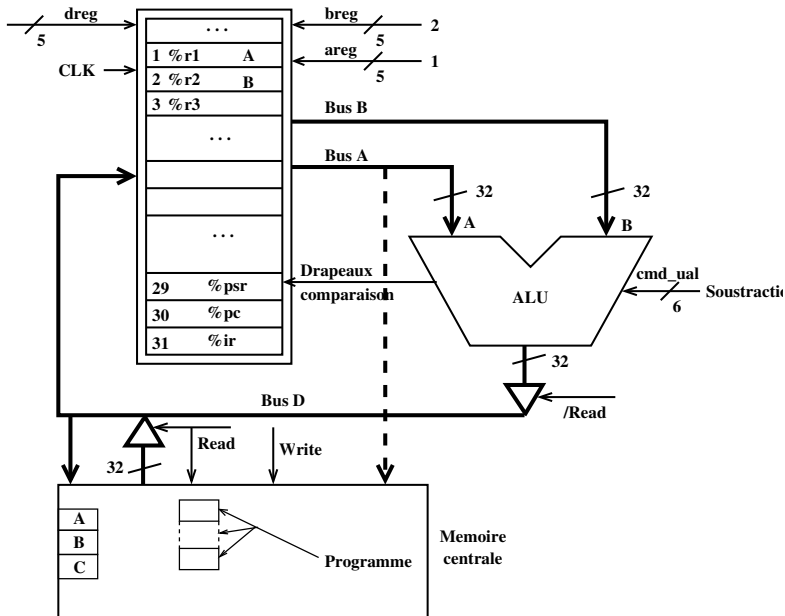 dreg
5
CLK
...
1 %r1 A
2 %r2 B
3 %r3
...
...
29 %psr
30 %pc
31 %ir
breg
5
2
areg
5
1
Bus B
Bus A
32
32
A
B
ALU
cmd_ual
6
Soustractic
Drapeaux
comparaison
32
/Read
Bus D
32
Read
Write
A
B
C
Programme
Memoire
centrale